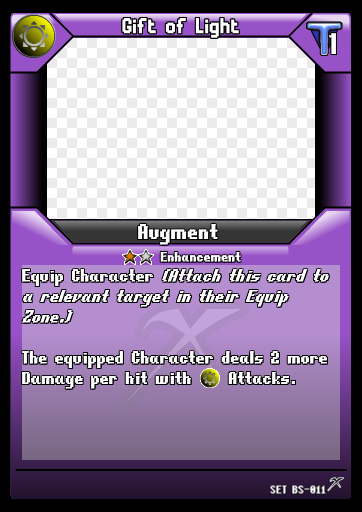 Gift of Light
T1
Augment
Enhancement
Equip Character (Attach this card to
a relevant target in their Equip
Zone.)
The equipped Character deals 2 more
Damage per hit with Attacks.
SET BS-011